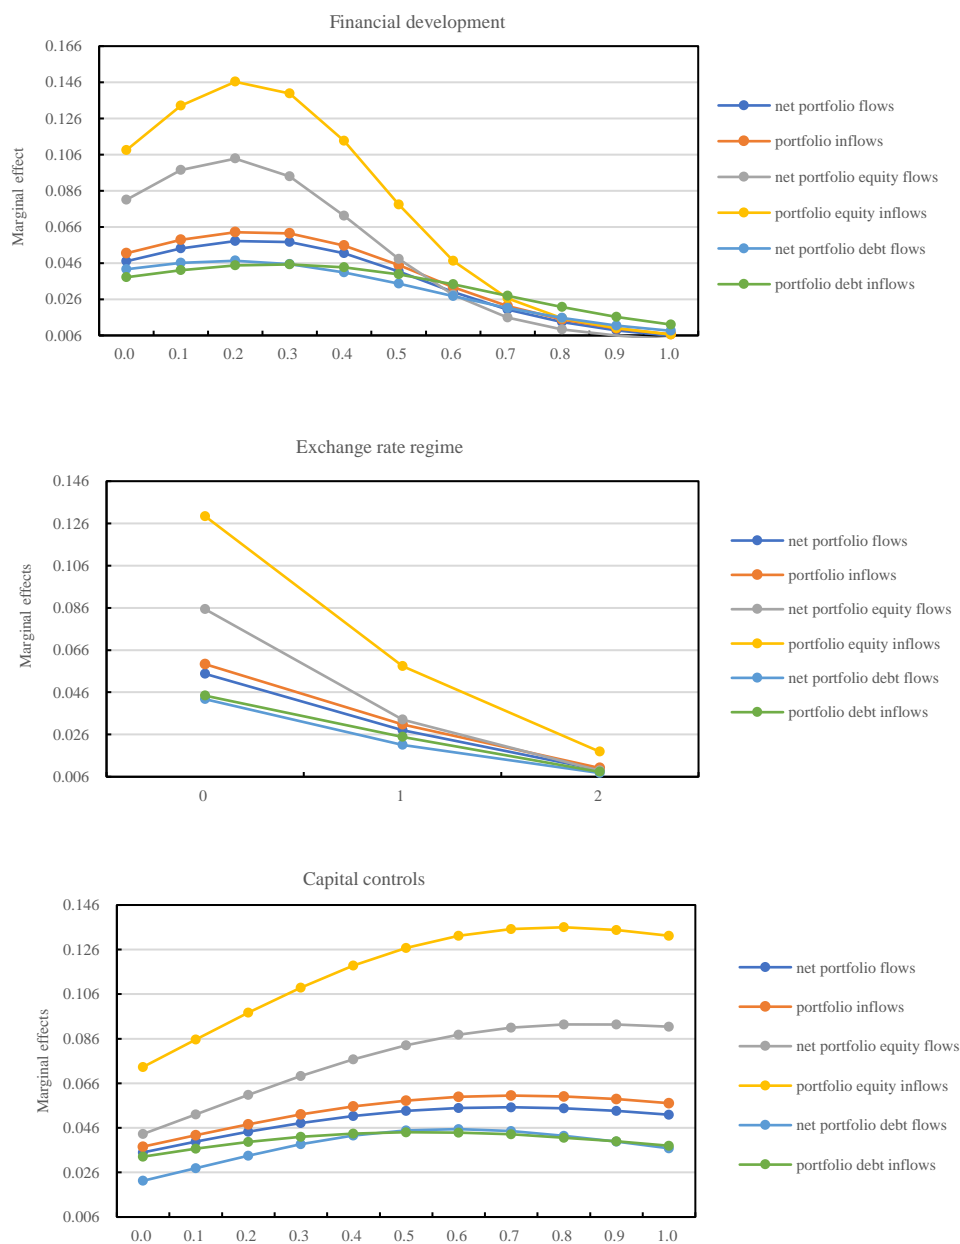 Financial development
Marginal effect
0.166
0.146
0.126
0.106
0.086
0.066
0.046
0.026
0.006
0.0 0.1 0.2 0.3 0.4 0.5 0.6 0.7 0.8 0.9 1.0
net portfolio flows
portfolio inflows
net portfolio equity flows
portfolio equity inflows
net portfolio debt flows
portfolio debt inflows
Exchange rate regime
Marginal effects
0.146
0.126
0.106
0.086
0.066
0.046
0.026
0.006
0 1 2
net portfolio flows
portfolio inflows
net portfolio equity flows
portfolio equity inflows
net portfolio debt flows
portfolio debt inflows
Capital controls
Marginal effects
0.146
0.126
0.106
0.086
0.066
0.046
0.026
0.006
0.0 0.1 0.2 0.3 0.4 0.5 0.6 0.7 0.8 0.9 1.0
net portfolio flows
portfolio inflows
net portfolio equity flows
portfolio equity inflows
net portfolio debt flows
portfolio debt inflows